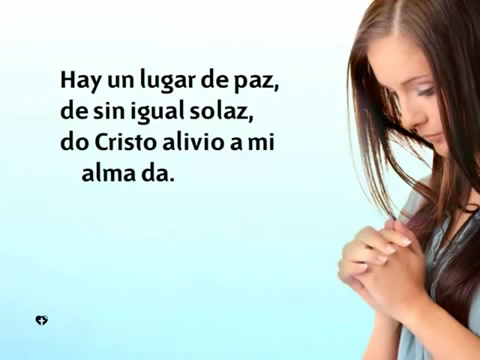 Hay un lugar de paz,
de sin igual solaz,
do Cristo alivio a mi
alma da.